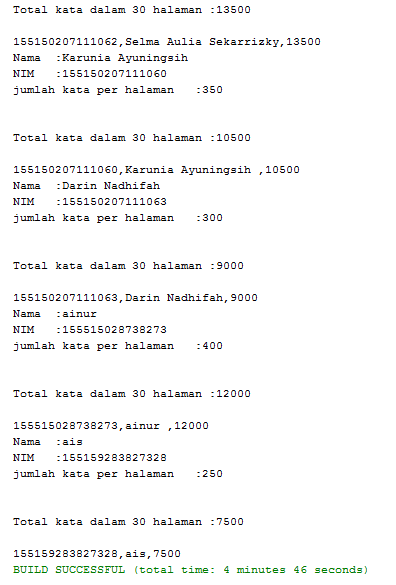 Total kata dalam 30 halaman :13500
155150207111062,Selma Aulia Sekarrizky,13500
Nama :Karunia Ayuningsih
NIM :155150207111060
jumlah kata per halaman :350
Total kata dalam 30 halaman :10500
155150207111060,Karunia Ayuningsih ,10500
Nama :Darin Nadhifah
NIM :155150207111063
jumlah kata per halaman :300
Total kata dalam 30 halaman :9000
155150207111063,Darin Nadhifah,9000
Nama :ainur
NIM :155515028738273
jumlah kata per halaman :400
Total kata dalam 30 halaman :12000
155515028738273,ainur ,12000
Nama :ais
NIM :155159283827328
jumlah kata per halaman :250
Total kata dalam 30 halaman :7500
155159283827328,ais,7500
BUILD SUCCESSFUL (total time: 4 minutes 46 seconds)